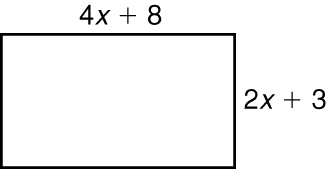 4x + 8
2x + 3